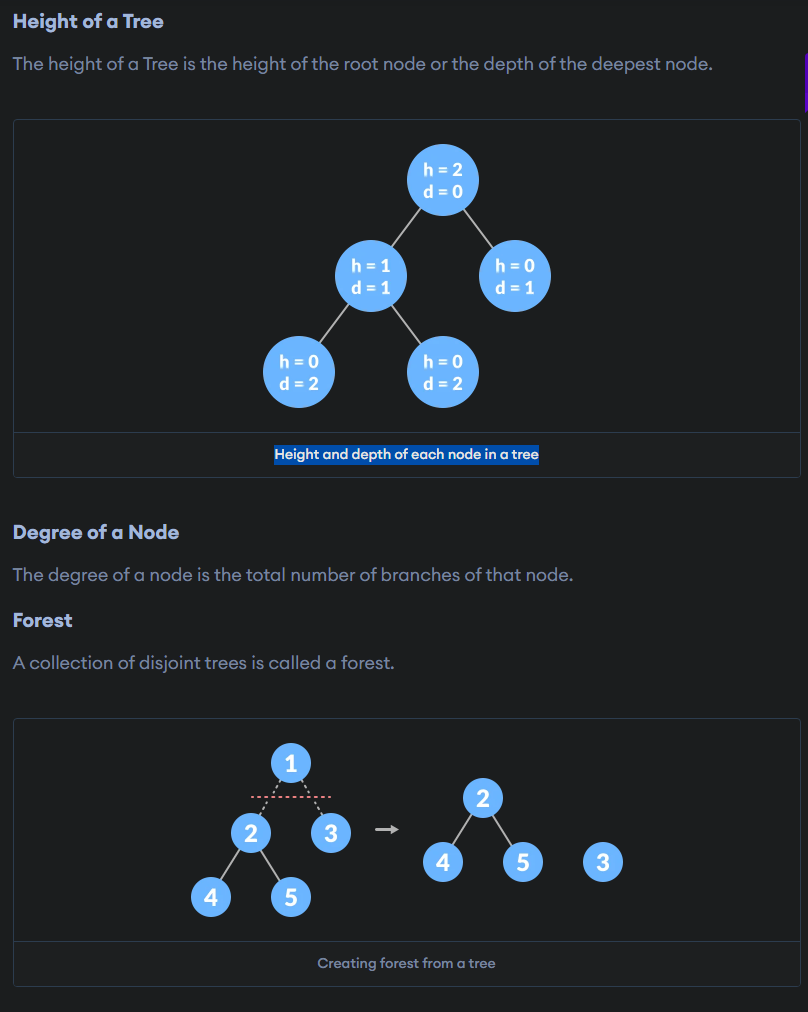 Height of a Tree
The height of a Tree is the height of the root node or the depth of the deepest node.
h = 2
d = 0
h = 1
d = 1
h = 0
d = 1
h = 0
d = 2
h = 0
d = 2
Height and depth of each node in a tree
Degree of a Node
The degree of a node is the total number of branches of that node.
Forest
A collection of disjoint trees is called a forest.
1
2
3
4
5
2
4
5
3
Creating forest from a tree